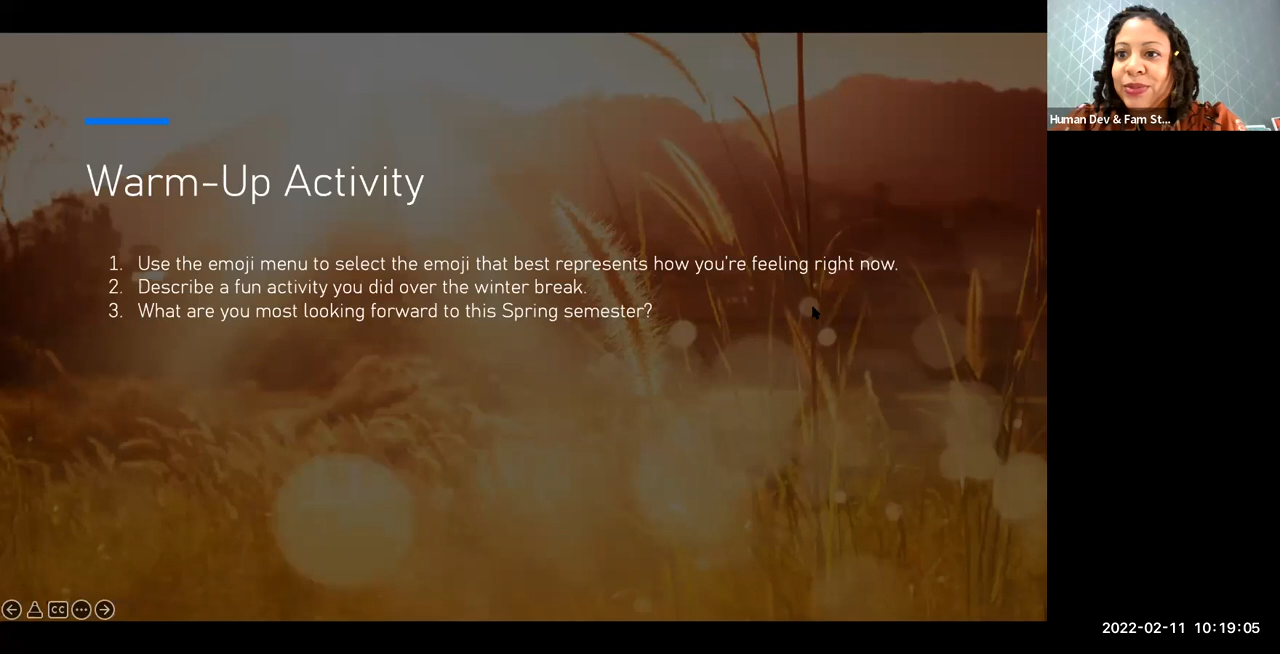 Human Dev & Fam St...
Warm-Up Activity
1. Use the emoji menu to select the emoji that best represents how you're feeling right now.
2. Describe a fun activity you did over the winter break.
3. What are you most looking forward to this Spring semester?
CC
2022-02-11 10:19:05